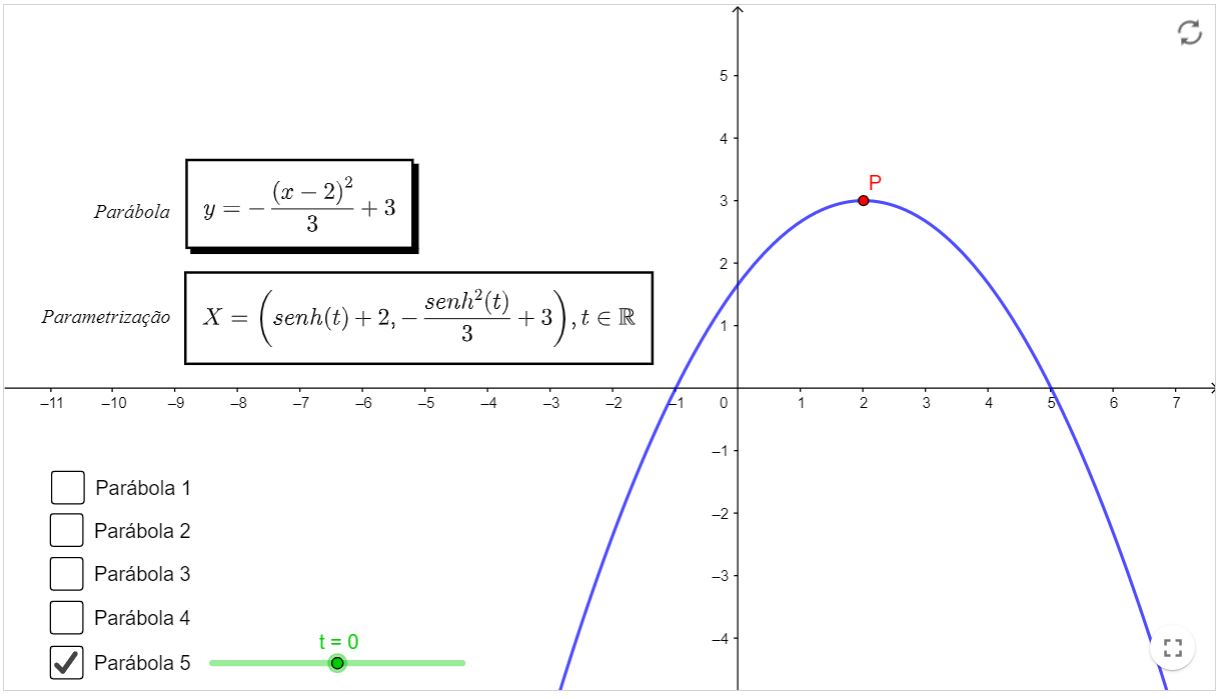 Parábola y = −(x − 2)²/3 + 3
Parametrização X = (senh(t) + 2, −senh²(t)/3 + 3), t ∈ ℝ
P
5
4
3
2
1
–11 –10 –9 –8 –7 –6 –5 –4 –3 –2 –1 0 1 2 3 4 5 6 7
–1
–2
–3
–4
Parábola 1
Parábola 2
Parábola 3
Parábola 4
t = 0
Parábola 5